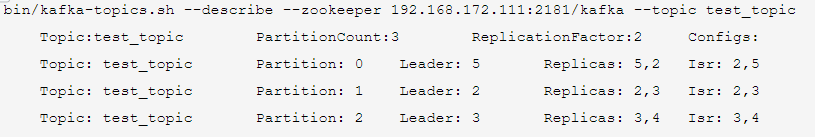 bin/kafka-topics.sh --describe --zookeeper 192.168.172.111:2181/kafka --topic test_topic
Topic:test_topic PartitionCount:3 ReplicationFactor:2 Configs:
Topic: test_topic Partition: 0 Leader: 5 Replicas: 5,2 Isr: 2,5
Topic: test_topic Partition: 1 Leader: 2 Replicas: 2,3 Isr: 2,3
Topic: test_topic Partition: 2 Leader: 3 Replicas: 3,4 Isr: 3,4